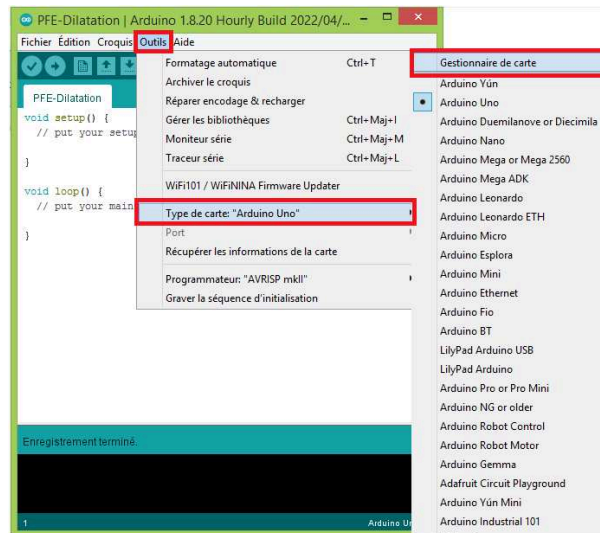 PFE-Dilatation | Arduino 1.8.20 Hourly Build 2022/04/...
Fichier Édition Croquis Outils Aide
PFE-Dilatation
void setup() {
// put your setup
}
void loop() {
// put your main
}
Formatage automatique Ctrl+T
Archiver le croquis
Réparer encodage & recharger
Gérer les bibliothèques Ctrl+Maj+I
Moniteur série Ctrl+Maj+M
Traceur série Ctrl+Maj+L
WiFi101 / WiFiNINA Firmware Updater
Type de carte: "Arduino Uno"
Port
Récupérer les informations de la carte
Programmateur: "AVRISP mkII"
Graver la séquence d'initialisation
Gestionnaire de carte
Arduino Yún
Arduino Uno
Arduino Duemilanove or Diecimila
Arduino Nano
Arduino Mega or Mega 2560
Arduino Mega ADK
Arduino Leonardo
Arduino Leonardo ETH
Arduino Micro
Arduino Esplora
Arduino Mini
Arduino Ethernet
Arduino Fio
Arduino BT
LilyPad Arduino USB
LilyPad Arduino
Arduino Pro or Pro Mini
Arduino NG or older
Arduino Robot Control
Arduino Robot Motor
Arduino Gemma
Adafruit Circuit Playground
Arduino Yún Mini
Arduino Industrial 101
Enregistrement terminé.
1 Arduino Un